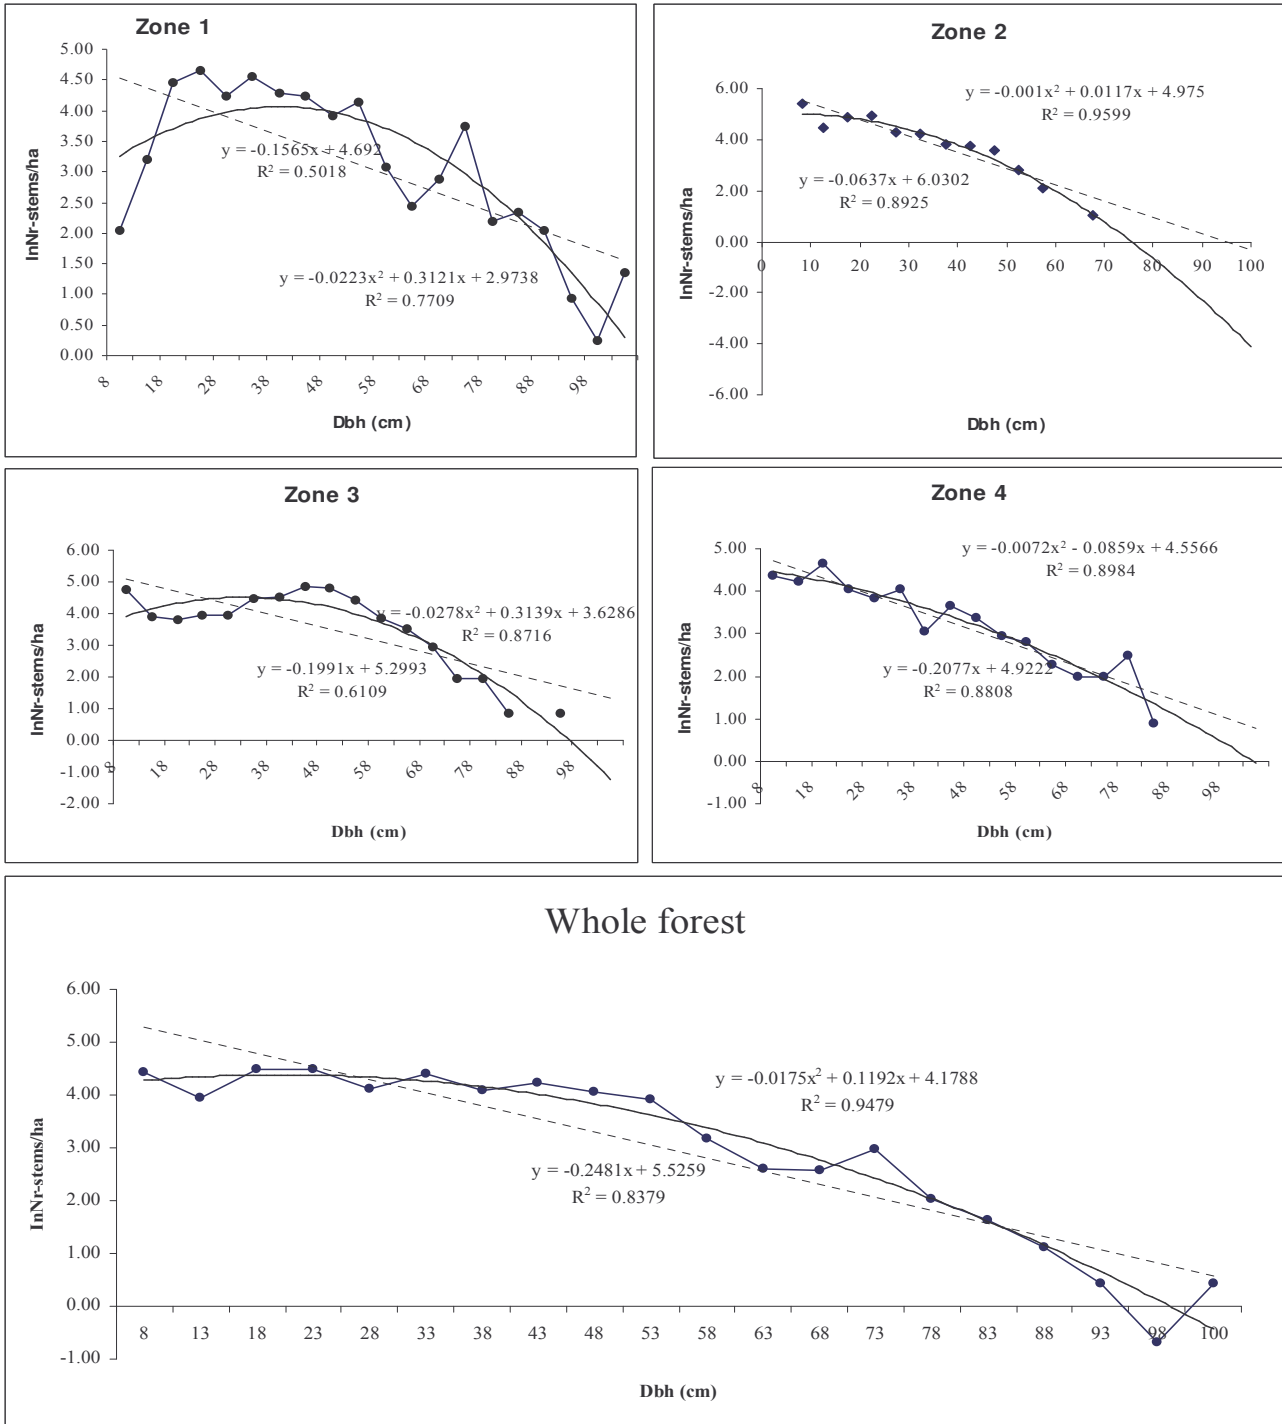 Zone 1
5.00
4.50
4.00
3.50
3.00
2.50
2.00
1.50
1.00
0.50
0.00
lnNr-stems/ha
y = -0.1565x + 4.692
R² = 0.5018
y = -0.0223x² + 0.3121x + 2.9738
R² = 0.7709
8 18 28 38 48 58 68 78 88 98
Dbh (cm)
Zone 2
6.00
4.00
2.00
0.00
-2.00
-4.00
-6.00
lnNr-stems/ha
y = -0.001x² + 0.0117x + 4.975
R² = 0.9599
y = -0.0637x + 6.0302
R² = 0.8925
0 10 20 30 40 50 60 70 80 90 100
Dbh (cm)
Zone 3
6.00
5.00
4.00
3.00
2.00
1.00
0.00
-1.00
-2.00
lnNr-stems/ha
y = -0.0278x² + 0.3139x + 3.6286
R² = 0.8716
y = -0.1991x + 5.2993
R² = 0.6109
8 18 28 38 48 58 68 78 88 98
Dbh (cm)
Zone 4
5.00
4.00
3.00
2.00
1.00
0.00
-1.00
lnNr-stems/ha
y = -0.0072x² - 0.0859x + 4.5566
R² = 0.8984
y = -0.2077x + 4.9222
R² = 0.8808
8 18 28 38 48 58 68 78 88 98
Dbh (cm)
Whole forest
6.00
5.00
4.00
3.00
2.00
1.00
0.00
-1.00
InNr-stems/ha
y = -0.0175x² + 0.1192x + 4.1788
R² = 0.9479
y = -0.2481x + 5.5259
R² = 0.8379
8 13 18 23 28 33 38 43 48 53 58 63 68 73 78 83 88 93 98 100
Dbh (cm)